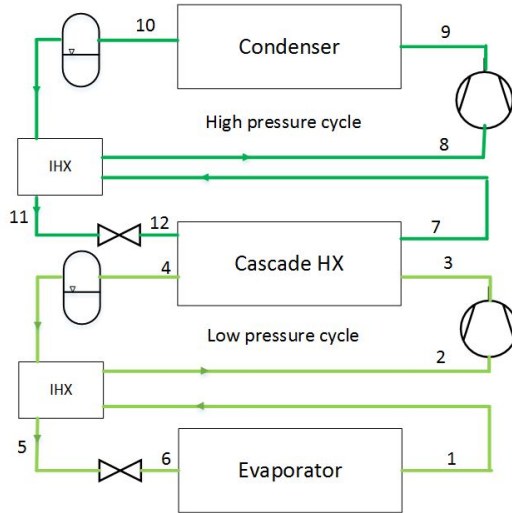 10
Condenser
9
High pressure cycle
8
IHX
11
12
7
Cascade HX
4
3
Low pressure cycle
2
IHX
5
6
Evaporator
1